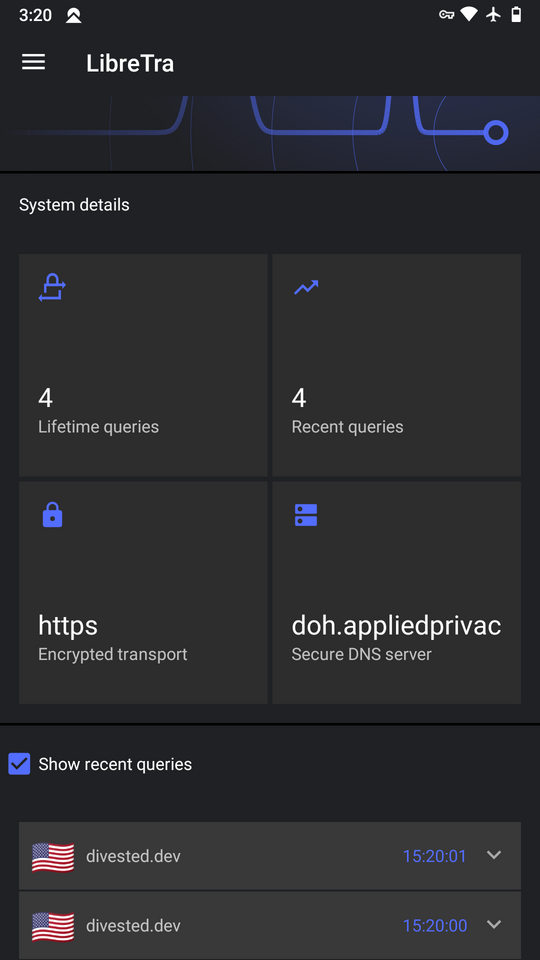 3:20
LibreTra
System details
4
Lifetime queries
4
Recent queries
https
Encrypted transport
doh.appliedprivac
Secure DNS server
Show recent queries
divested.dev 15:20:01
divested.dev 15:20:00